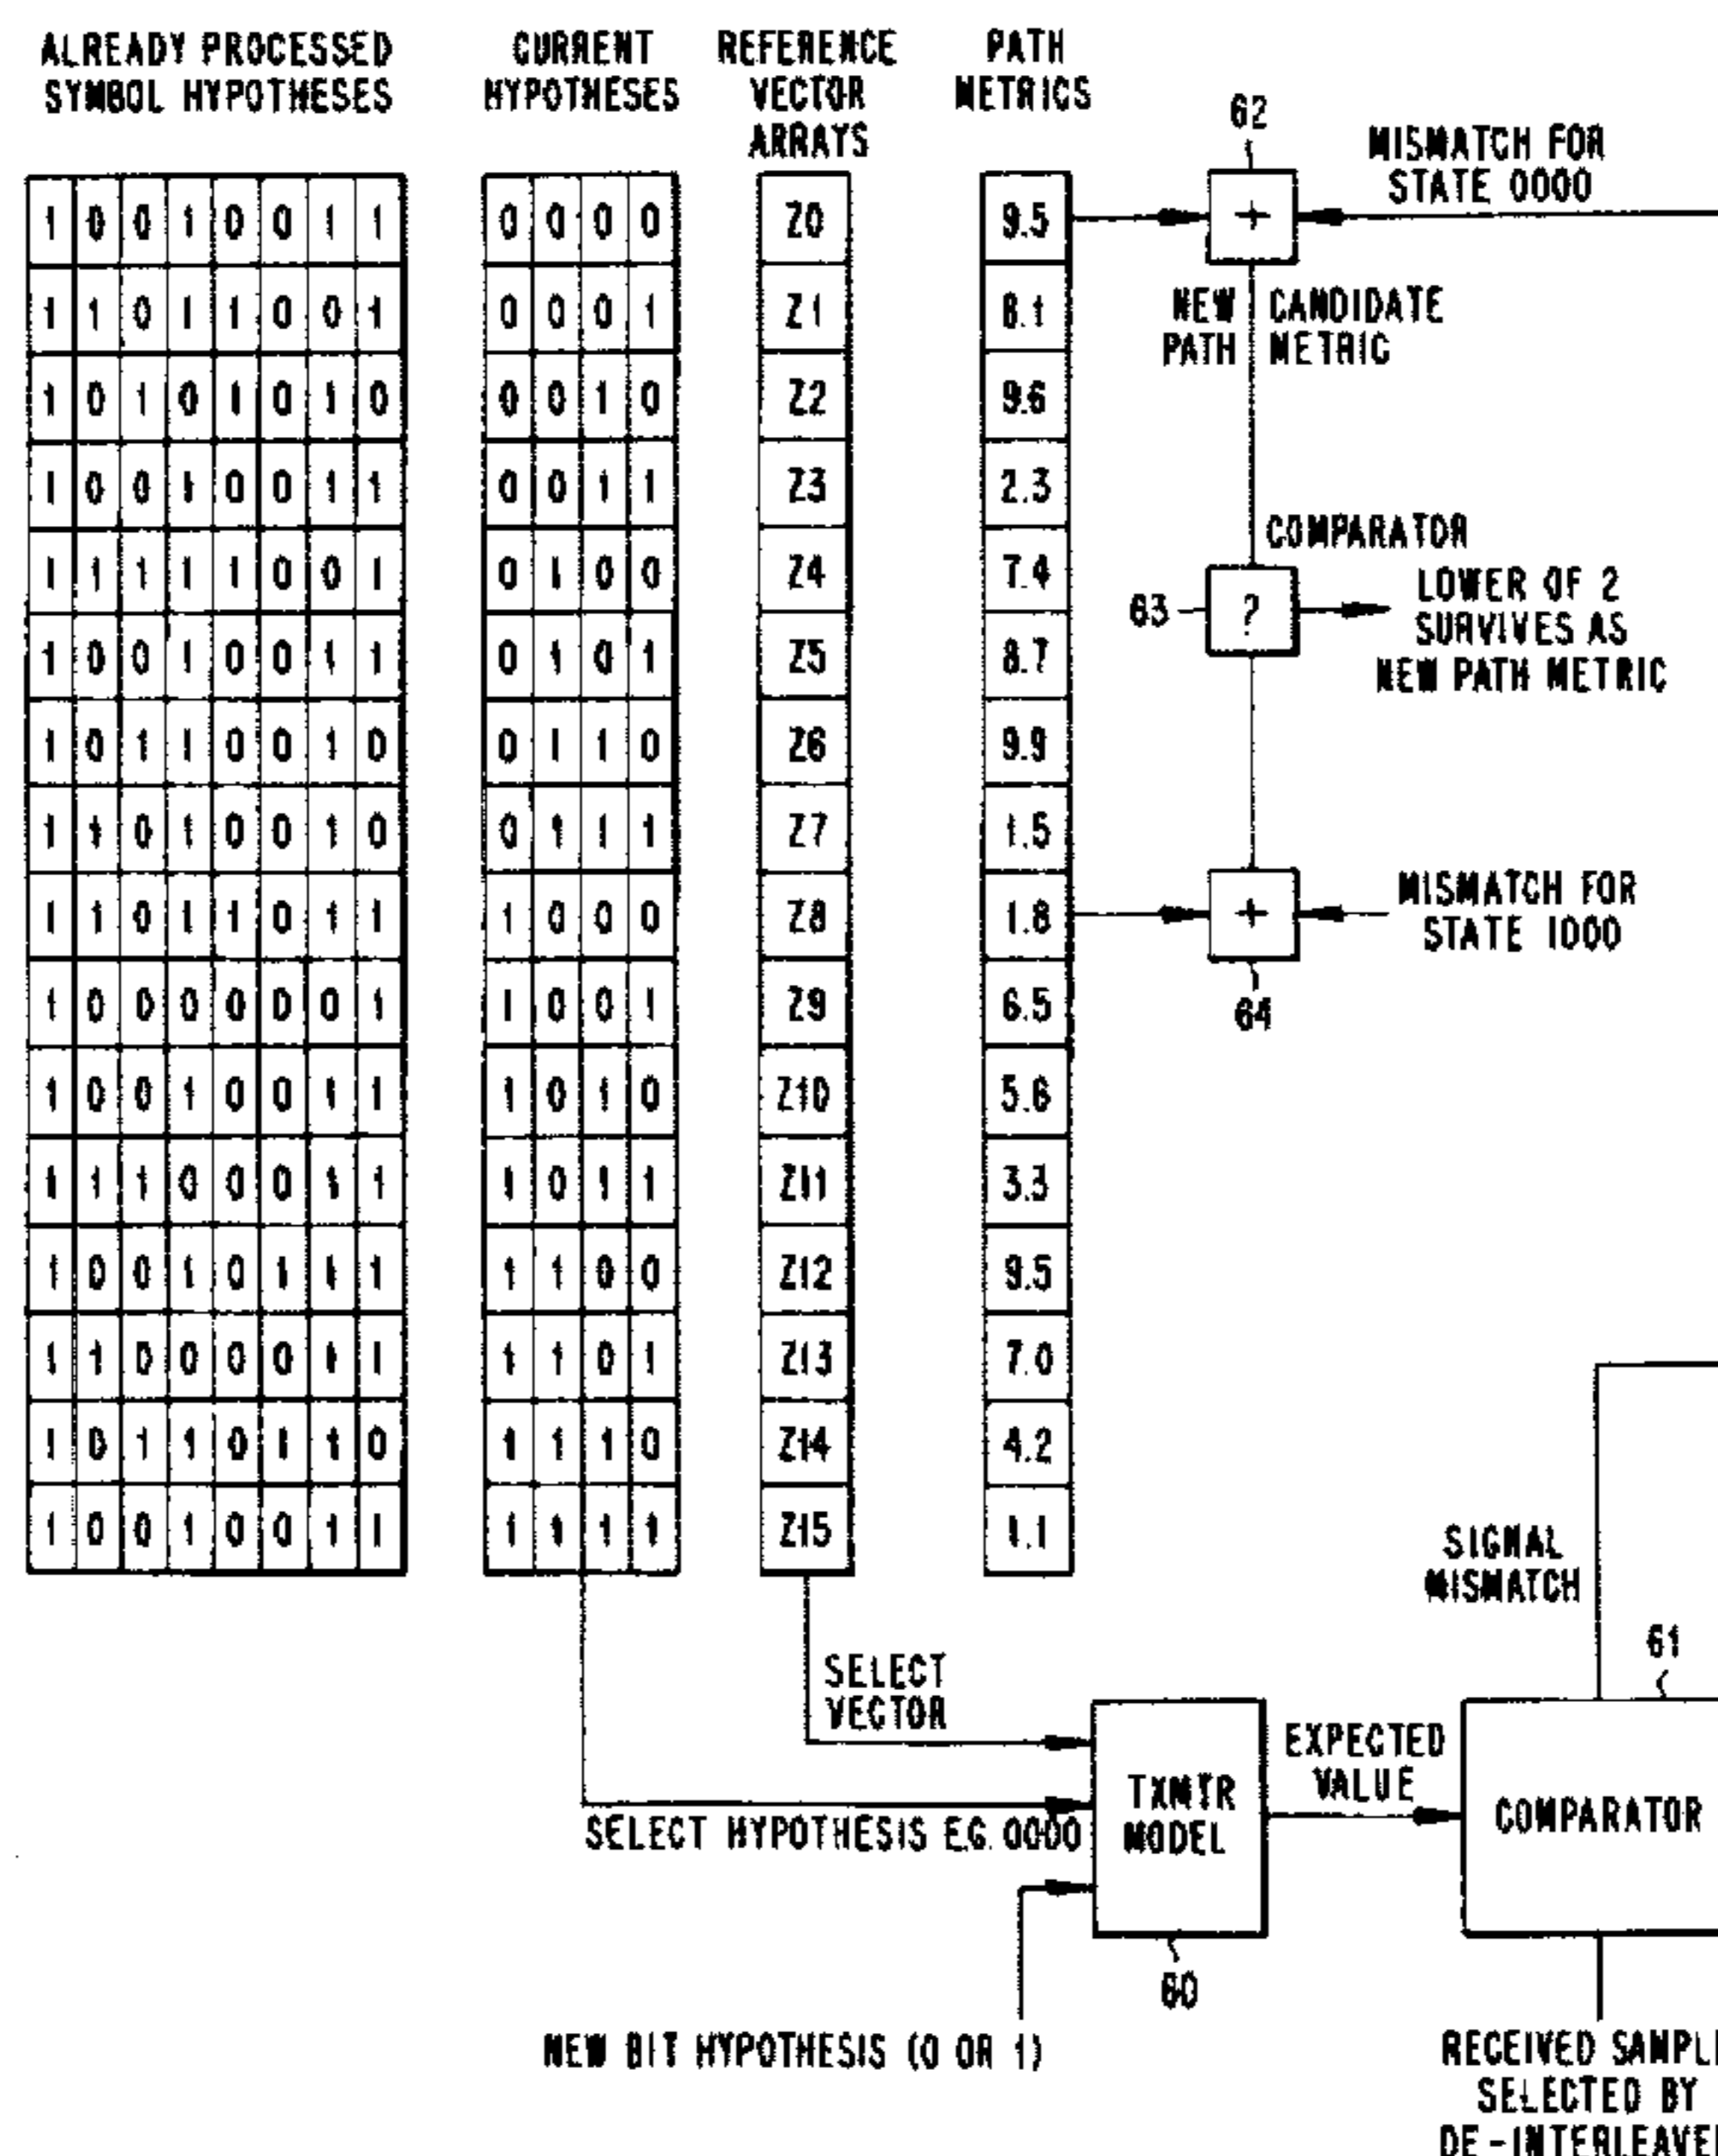 ALREADY PROCESSED
SYMBOL HYPOTHESES
CURRENT
HYPOTHESES
REFERENCE
VECTOR
ARRAYS
PATH
METRICS
1 0 0 1 0 0 1 1 0 0 0 0 Z0 9.5
1 1 0 1 1 0 0 1 0 0 0 1 Z1 8.1
1 0 1 0 1 0 1 0 0 0 1 0 Z2 9.6
1 0 0 1 0 0 1 1 0 0 1 1 Z3 2.3
1 1 1 1 1 0 0 1 0 1 0 0 Z4 7.4
1 0 0 1 0 0 1 1 0 1 0 1 Z5 8.7
1 0 1 1 0 0 1 0 0 1 1 0 Z6 9.9
1 1 0 1 0 0 1 0 0 1 1 1 Z7 1.5
1 1 0 1 1 0 1 1 1 0 0 0 Z8 1.8
1 0 0 0 0 0 0 1 1 0 0 1 Z9 6.5
1 0 0 1 0 0 1 1 1 0 1 0 Z10 5.6
1 1 1 0 0 0 1 1 1 0 1 1 Z11 3.3
1 0 0 1 0 1 1 1 1 1 0 0 Z12 9.5
1 1 0 0 0 0 1 1 1 1 0 1 Z13 7.0
1 0 1 1 0 1 1 0 1 1 1 0 Z14 4.2
1 0 0 1 0 0 1 1 1 1 1 1 Z15 1.1
62
+
MISMATCH FOR
STATE 0000
NEW CANDIDATE
PATH METRIC
COMPARATOR
63
?
LOWER OF 2
SURVIVES AS
NEW PATH METRIC
+
MISMATCH FOR
STATE 1000
64
SIGNAL
MISMATCH
61
SELECT
VECTOR
TXMTR
MODEL
EXPECTED
VALUE
COMPARATOR
SELECT HYPOTHESIS E.G. 0000
60
NEW BIT HYPOTHESIS (0 OR 1)
RECEIVED SAMPLE
SELECTED BY
DE-INTERLEAVER